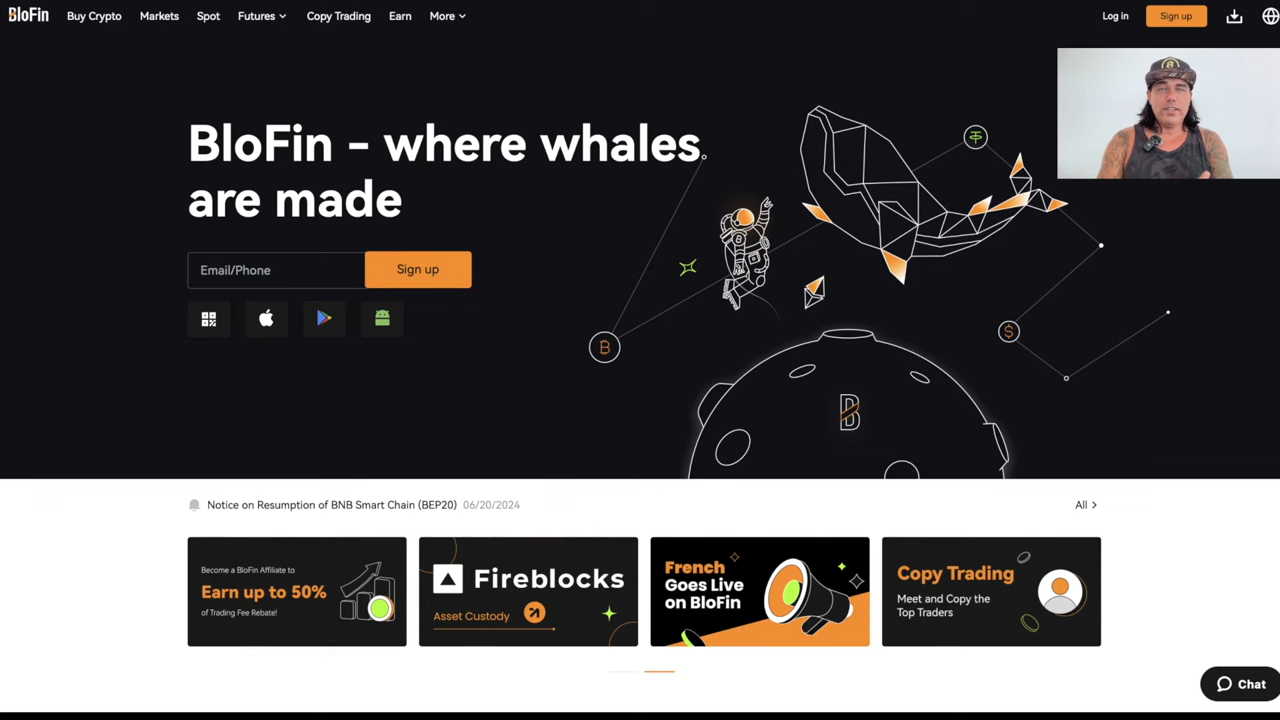 BloFin
Buy Crypto
Markets
Spot
Futures
Copy Trading
Earn
More
Log in
Sign up
BloFin - where whales
are made
Email/Phone
Sign up
Notice on Resumption of BNB Smart Chain (BEP20) 06/20/2024
All
Become a BloFin Affiliate to
Earn up to 50%
of Trading Fee Rebate!
Fireblocks
Asset Custody
French
Goes Live
on BloFin
Copy Trading
Meet and Copy the
Top Traders
Chat